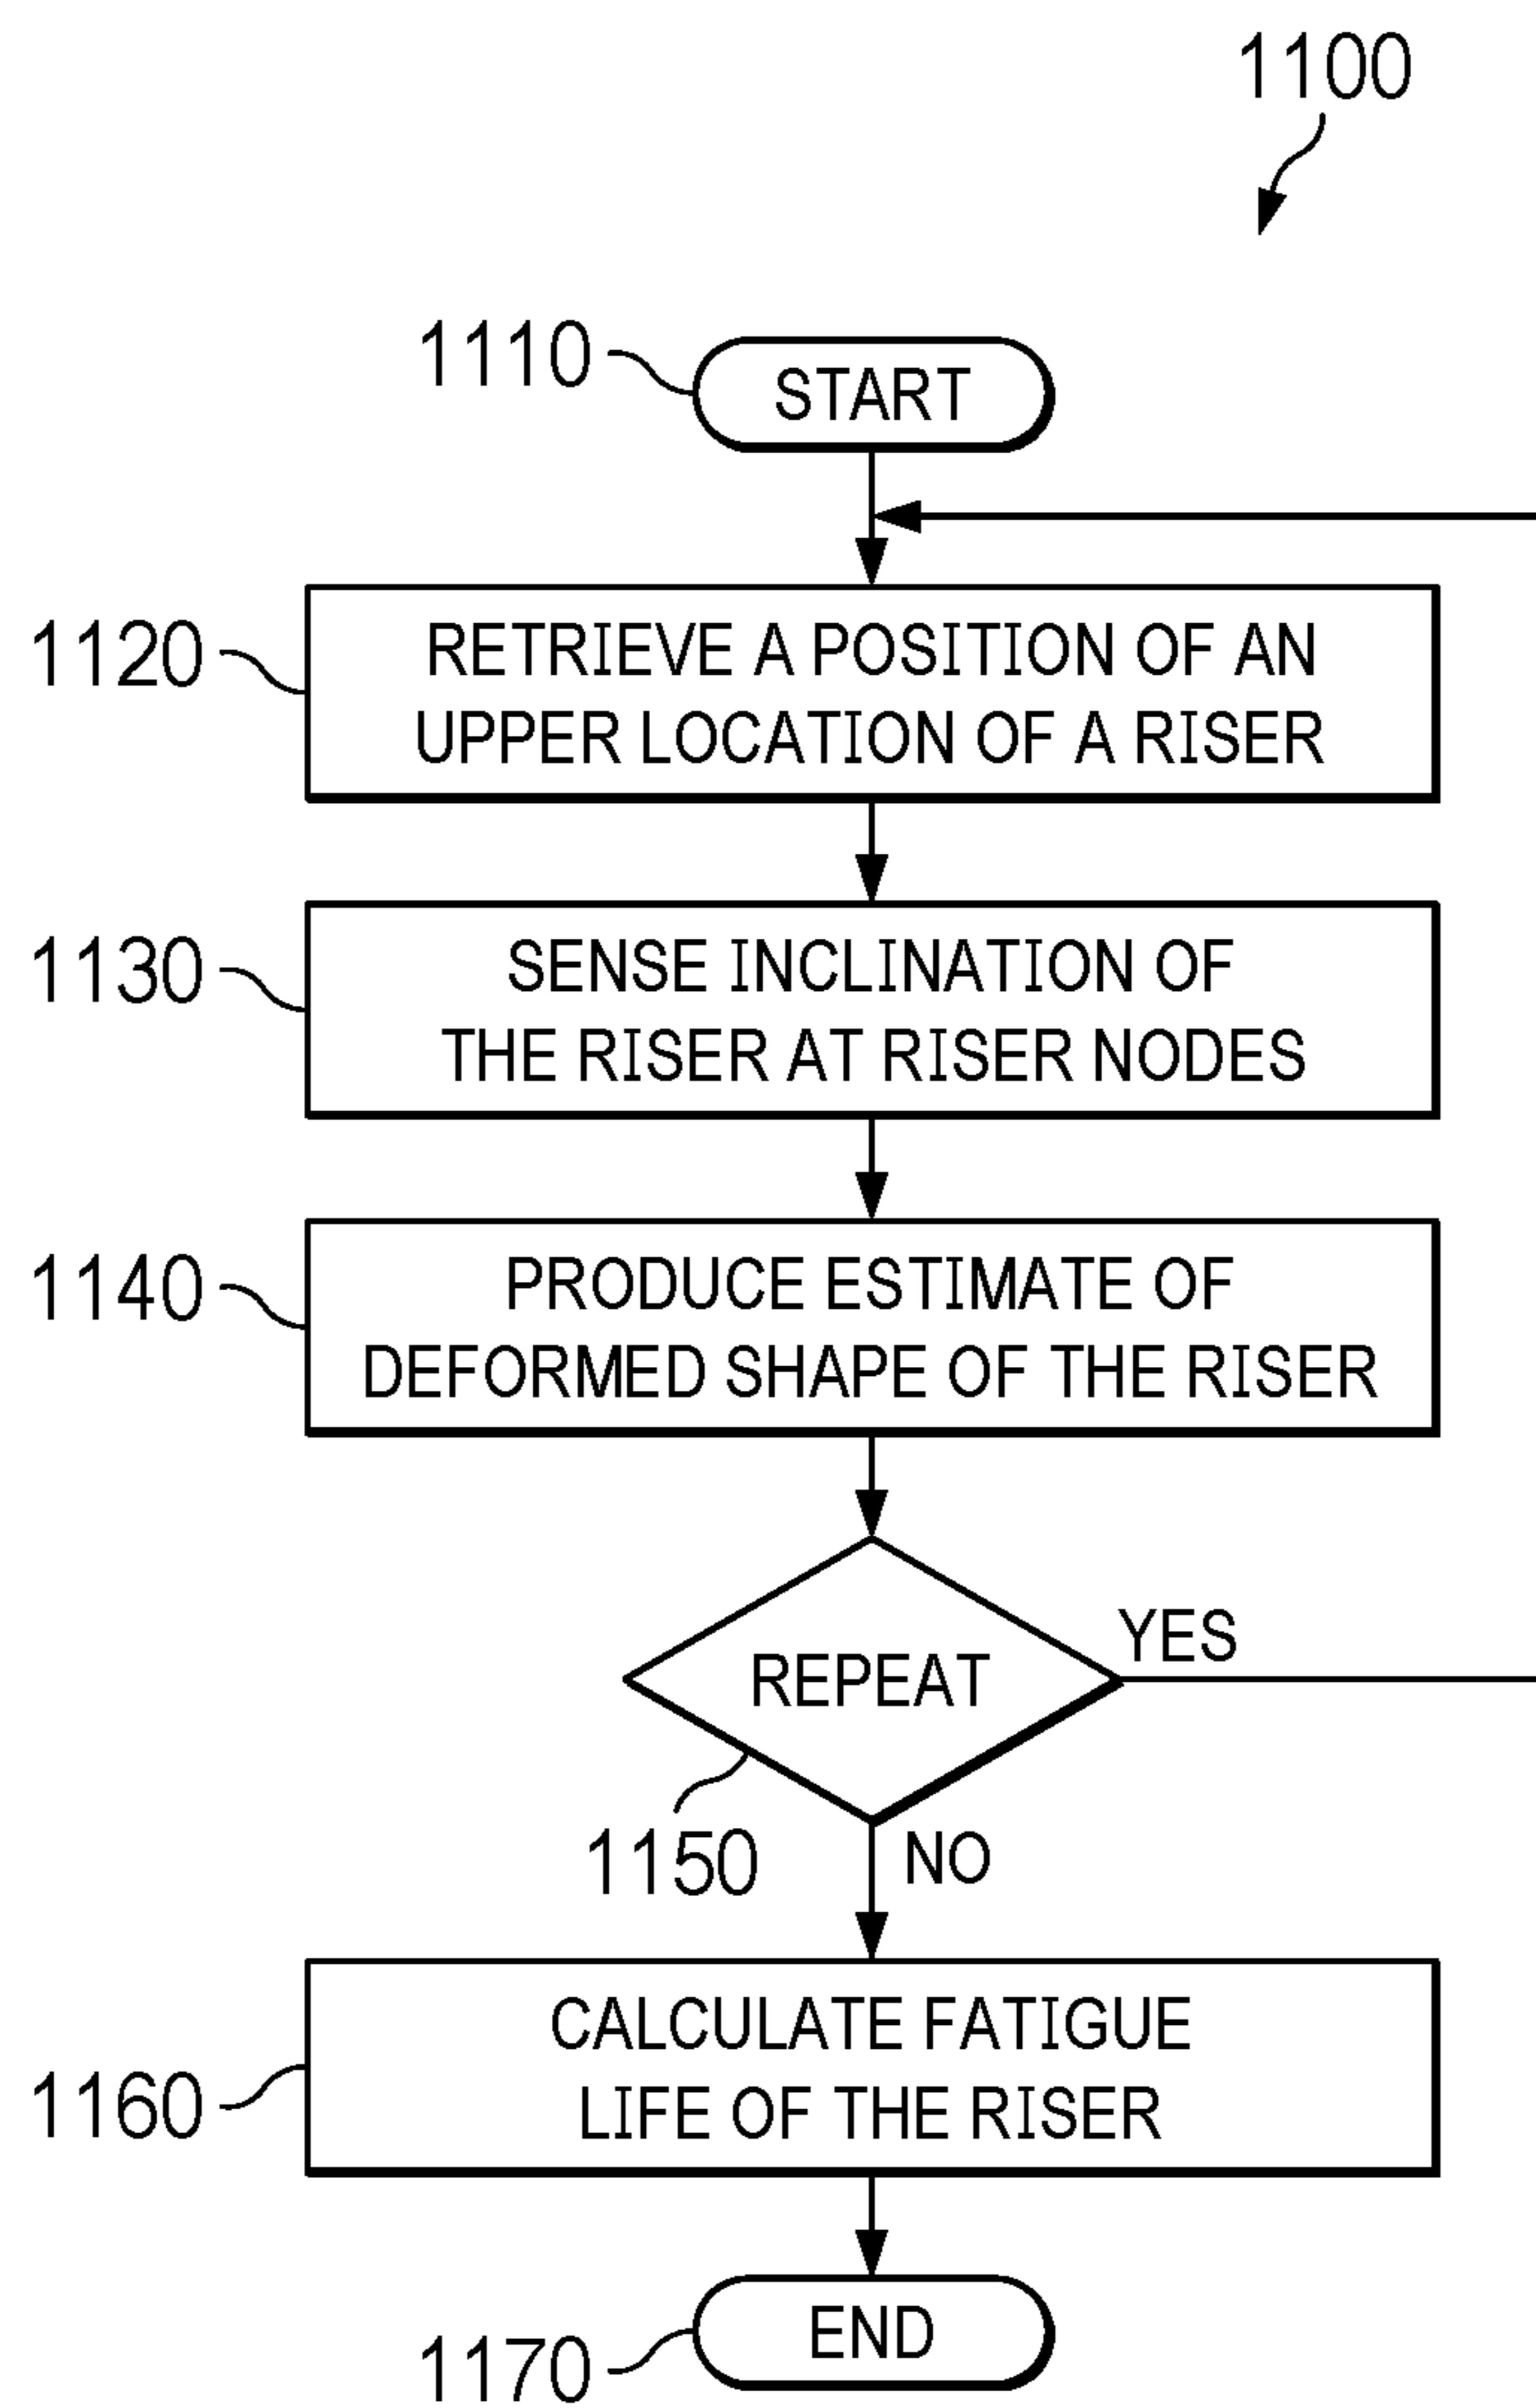 1100
1110
START
1120
RETRIEVE A POSITION OF AN
UPPER LOCATION OF A RISER
1130
SENSE INCLINATION OF
THE RISER AT RISER NODES
1140
PRODUCE ESTIMATE OF
DEFORMED SHAPE OF THE RISER
REPEAT
YES
1150
NO
1160
CALCULATE FATIGUE
LIFE OF THE RISER
1170
END